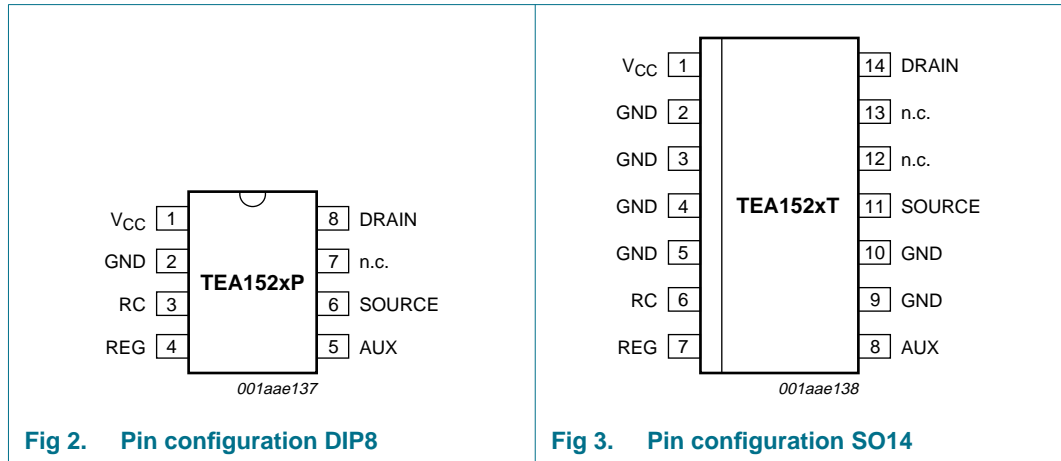 V_CC 1 8 DRAIN
GND 2 7 n.c.
TEA152xP
RC 3 6 SOURCE
REG 4 5 AUX
001aae137
Fig 2. Pin configuration DIP8
V_CC 1 14 DRAIN
GND 2 13 n.c.
GND 3 12 n.c.
GND 4 TEA152xT 11 SOURCE
GND 5 10 GND
RC 6 9 GND
REG 7 8 AUX
001aae138
Fig 3. Pin configuration SO14